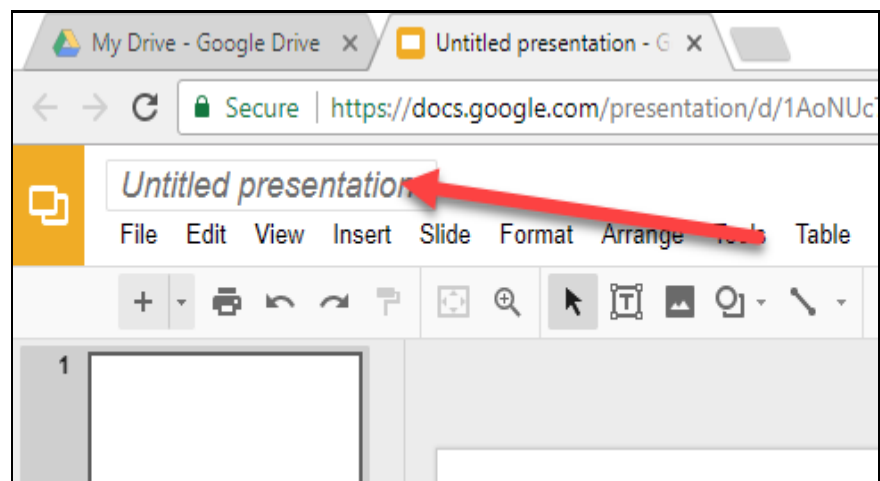 My Drive - Google Drive
Untitled presentation - G
Secure | https://docs.google.com/presentation/d/1AoNUc
Untitled presentation
File Edit View Insert Slide Format Arrange Tools Table
1